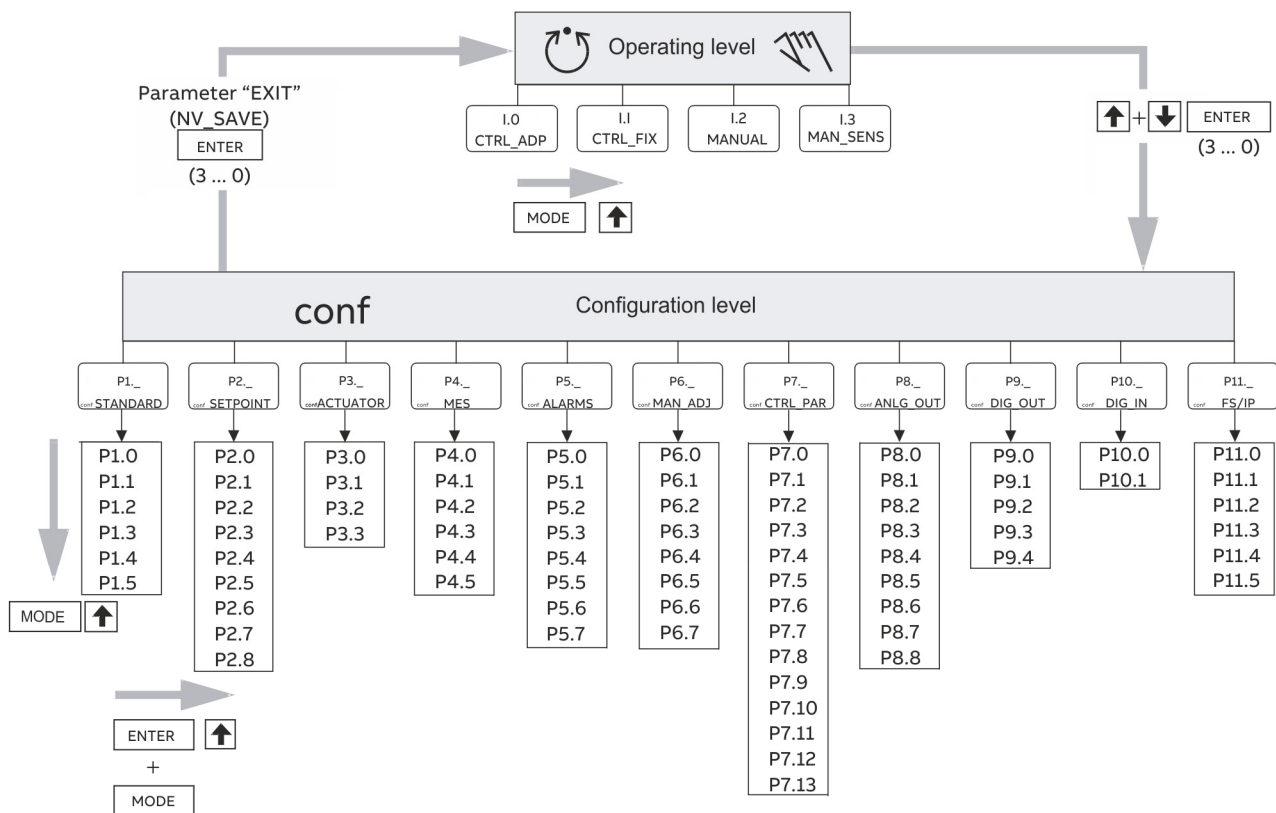 Operating level
Parameter “EXIT”
(NV_SAVE)
ENTER
(3 ... 0)
1.0
CTRL_ADP
1.1
CTRL_FIX
1.2
MANUAL
1.3
MAN_SENS
+
ENTER
(3 ... 0)
MODE
conf
Configuration level
P1._
conf STANDARD
P2._
conf SETPOINT
P3._
conf ACTUATOR
P4._
conf MES
P5._
conf ALARMS
P6._
conf MAN_ADJ
P7._
conf CTRL_PAR
P8._
conf ANLG_OUT
P9._
conf DIG_OUT
P10._
conf DIG_IN
P11._
conf FS/IP
P1.0
P1.1
P1.2
P1.3
P1.4
P1.5
P2.0
P2.1
P2.2
P2.3
P2.4
P2.5
P2.6
P2.7
P2.8
P3.0
P3.1
P3.2
P3.3
P4.0
P4.1
P4.2
P4.3
P4.4
P4.5
P5.0
P5.1
P5.2
P5.3
P5.4
P5.5
P5.6
P5.7
P6.0
P6.1
P6.2
P6.3
P6.4
P6.5
P6.6
P6.7
P7.0
P7.1
P7.2
P7.3
P7.4
P7.5
P7.6
P7.7
P7.8
P7.9
P7.10
P7.11
P7.12
P7.13
P8.0
P8.1
P8.2
P8.3
P8.4
P8.5
P8.6
P8.7
P8.8
P9.0
P9.1
P9.2
P9.3
P9.4
P10.0
P10.1
P11.0
P11.1
P11.2
P11.3
P11.4
P11.5
MODE
ENTER
+
MODE